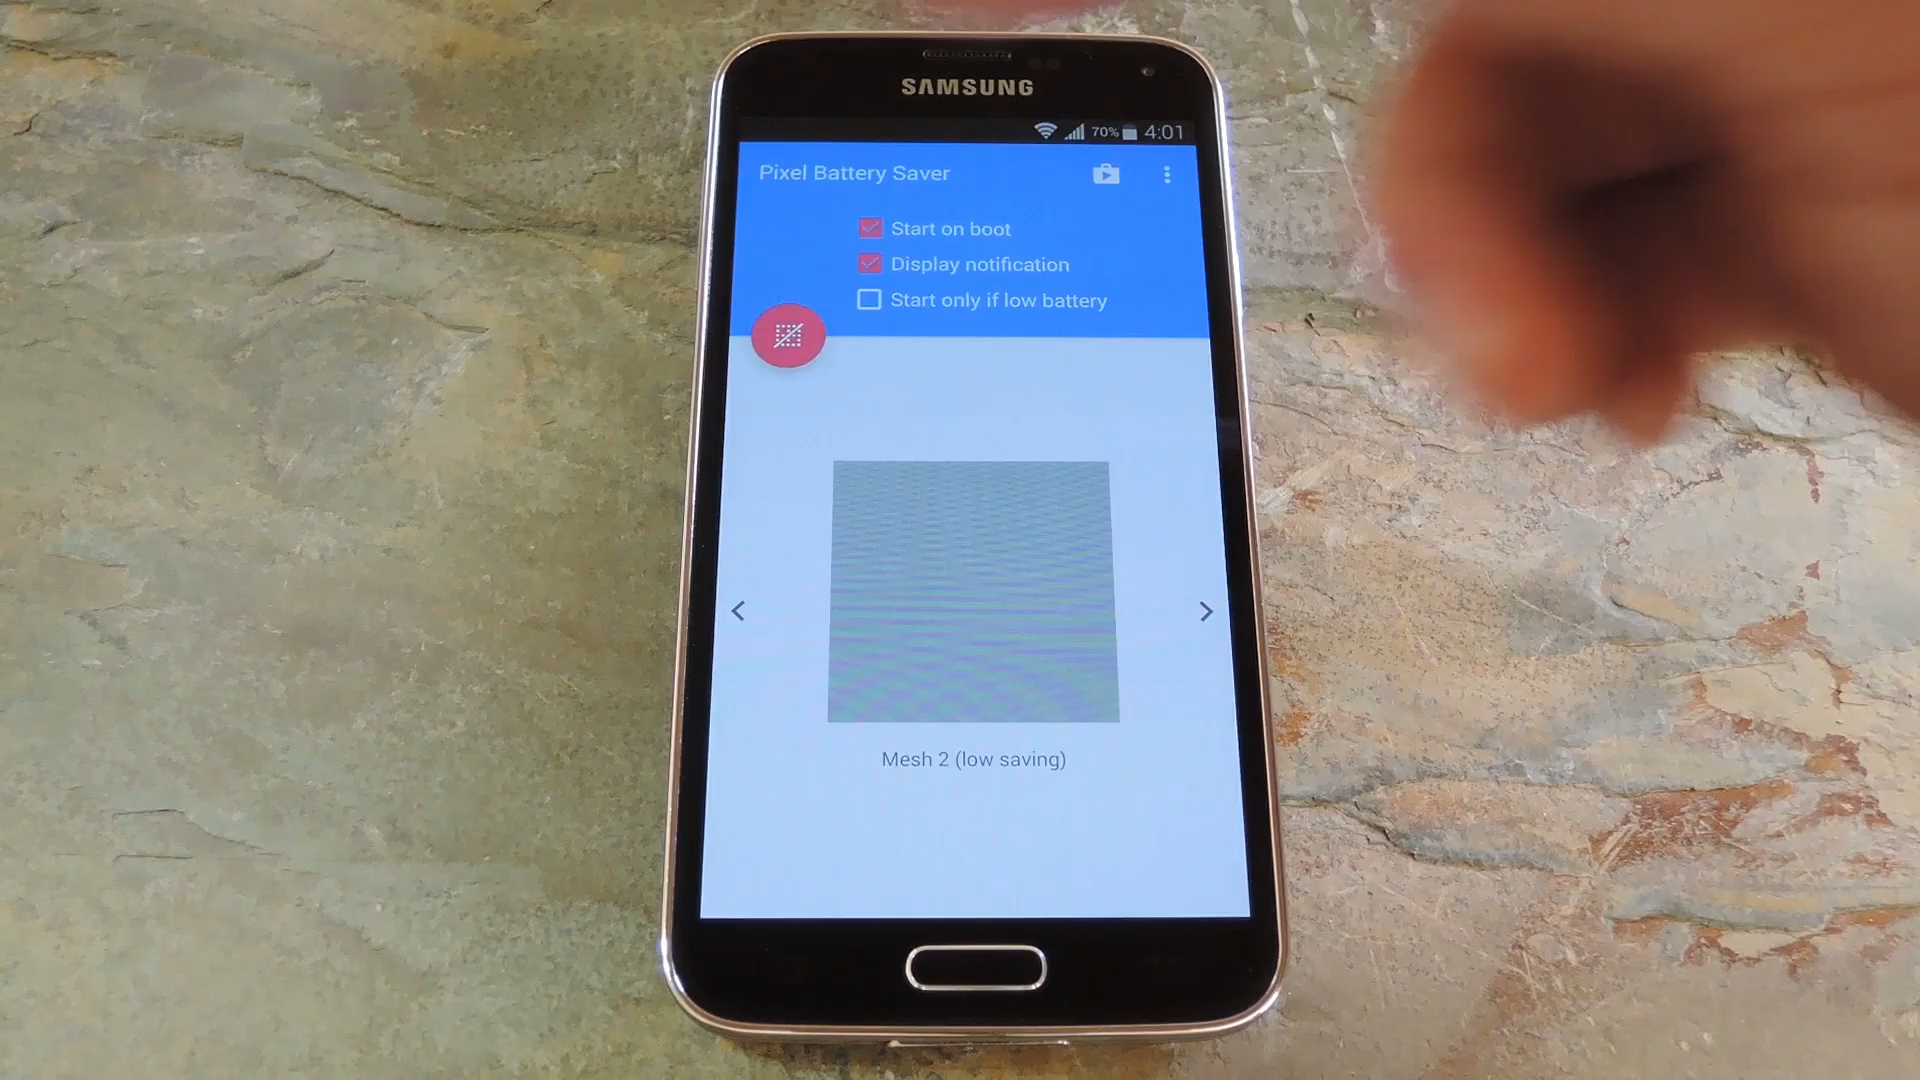 SAMSUNG
70% 4:01
Pixel Battery Saver
Start on boot
Display notification
Start only if low battery
Mesh 2 (low saving)